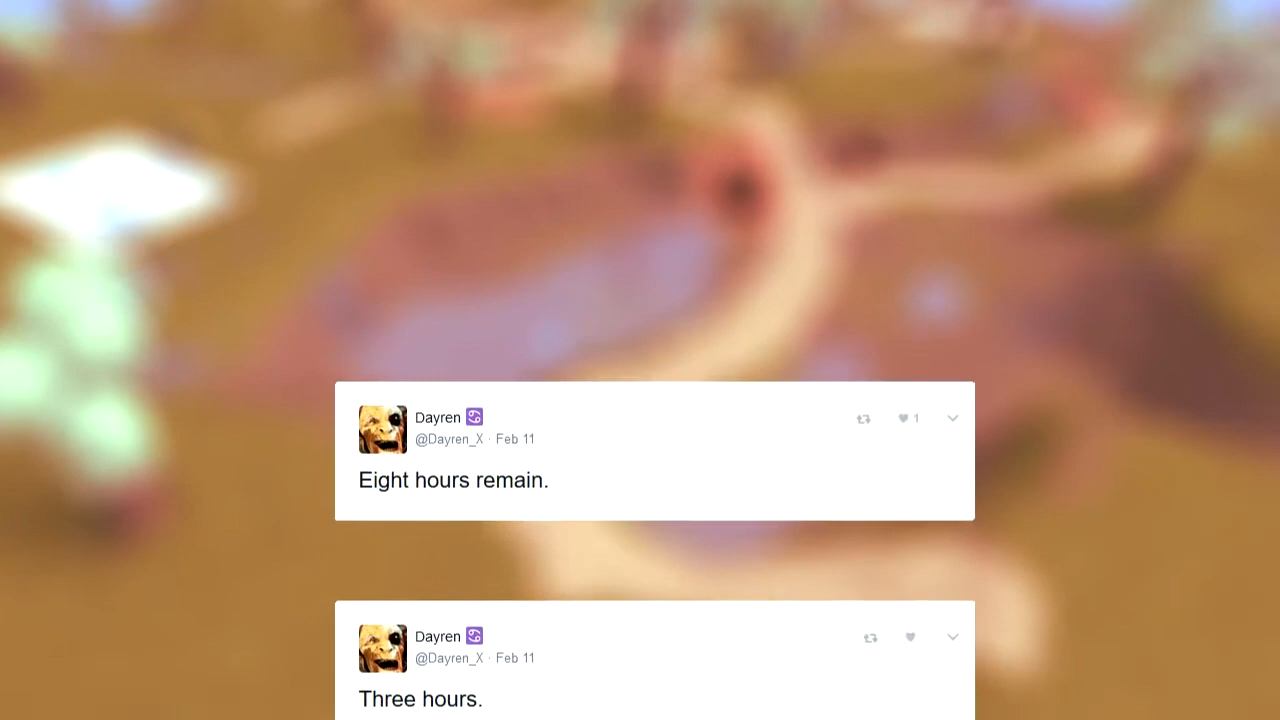 Dayren ♋
@Dayren_X · Feb 11
1
Eight hours remain.
Dayren ♋
@Dayren_X · Feb 11
Three hours.